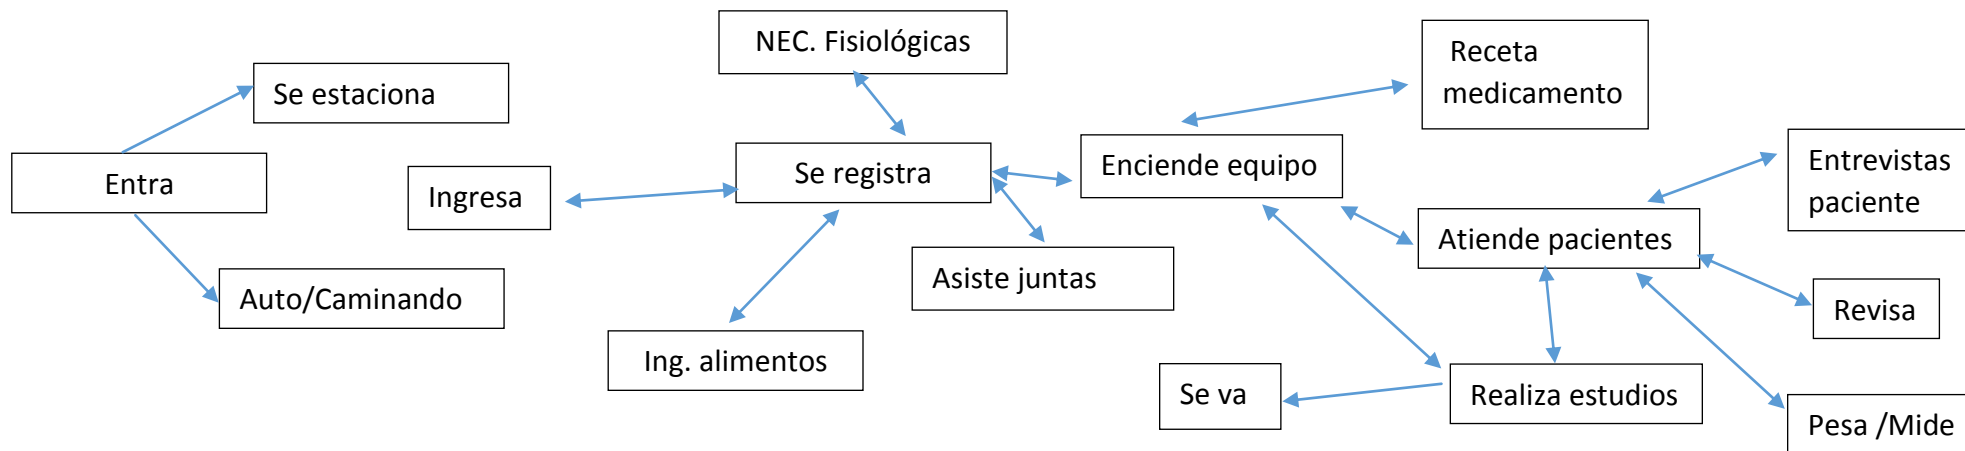 NEC. Fisiológicas
Receta
medicamento
Se estaciona
Entra
Ingresa
Se registra
Enciende equipo
Entrevistas
paciente
Atiende pacientes
Asiste juntas
Auto/Caminando
Revisa
Ing. alimentos
Se va
Realiza estudios
Pesa /Mide